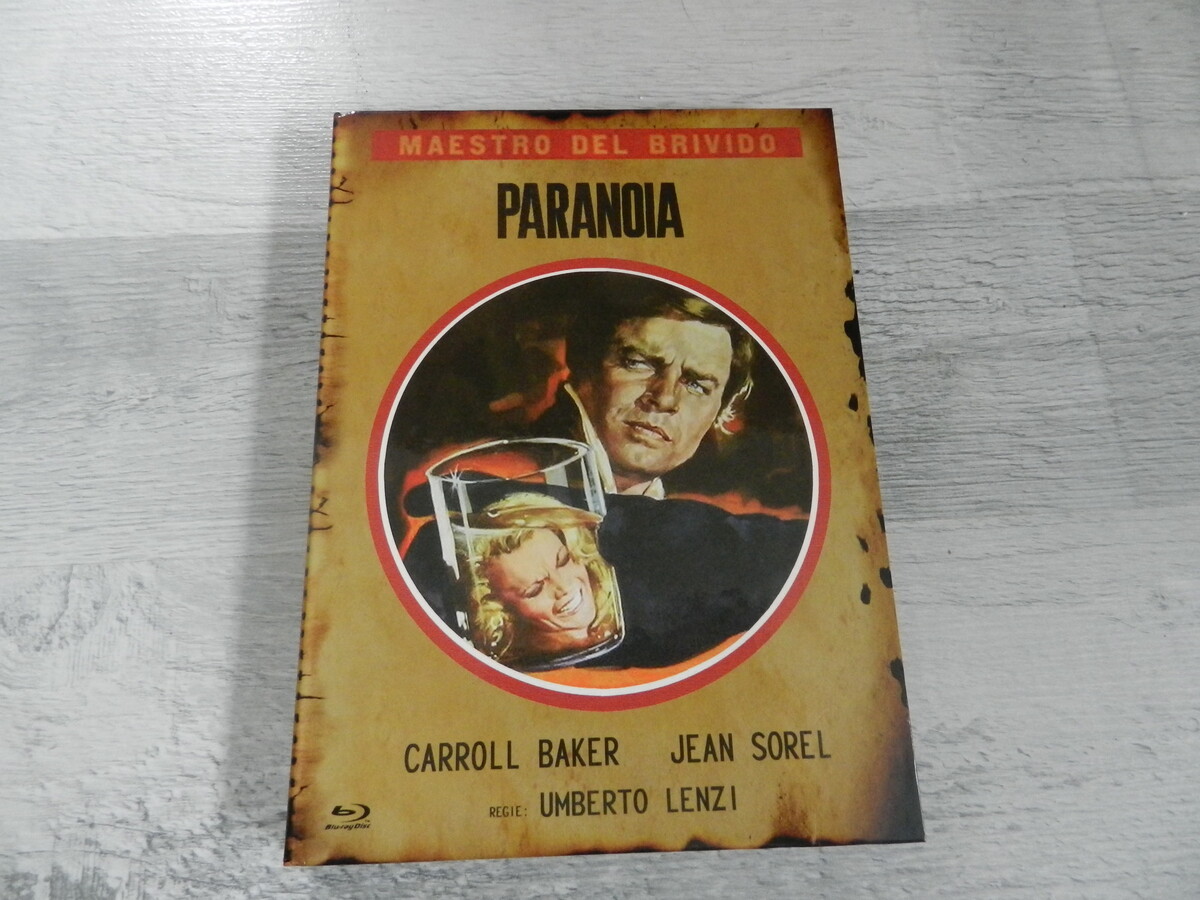 MAESTRO DEL BRIVIDO
PARANOIA
CARROLL BAKER JEAN SOREL
REGIE: UMBERTO LENZI
Blu-ray Disc